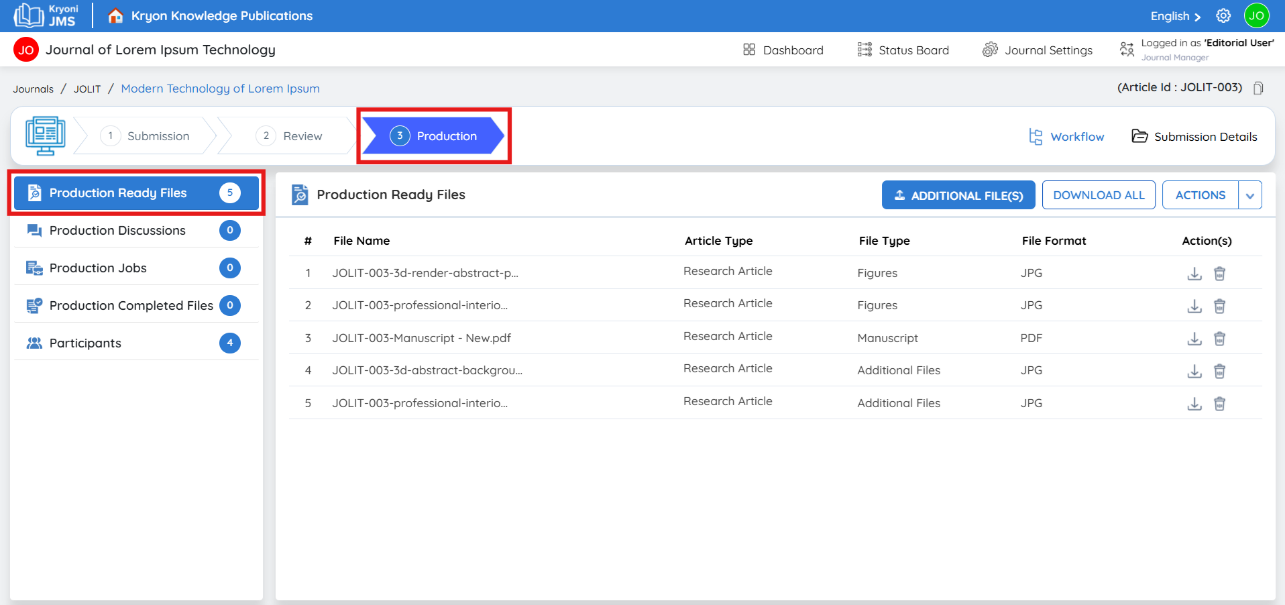 Kryoni JMS Kryon Knowledge Publications English JO
JO Journal of Lorem Ipsum Technology Dashboard Status Board Journal Settings Logged in as 'Editorial User'
Journal Manager
Journals / JOLIT / Modern Technology of Lorem Ipsum (Article Id : JOLIT-003)
1 Submission 2 Review 3 Production Workflow Submission Details
Production Ready Files 5
Production Discussions 0
Production Jobs 0
Production Completed Files 0
Participants 4
Production Ready Files ADDITIONAL FILE(S) DOWNLOAD ALL ACTIONS
# File Name Article Type File Type File Format Action(s)
1 JOLIT-003-3d-render-abstract-p... Research Article Figures JPG
2 JOLIT-003-professional-interio... Research Article Figures JPG
3 JOLIT-003-Manuscript - New.pdf Research Article Manuscript PDF
4 JOLIT-003-3d-abstract-backgrou... Research Article Additional Files JPG
5 JOLIT-003-professional-interio... Research Article Additional Files JPG